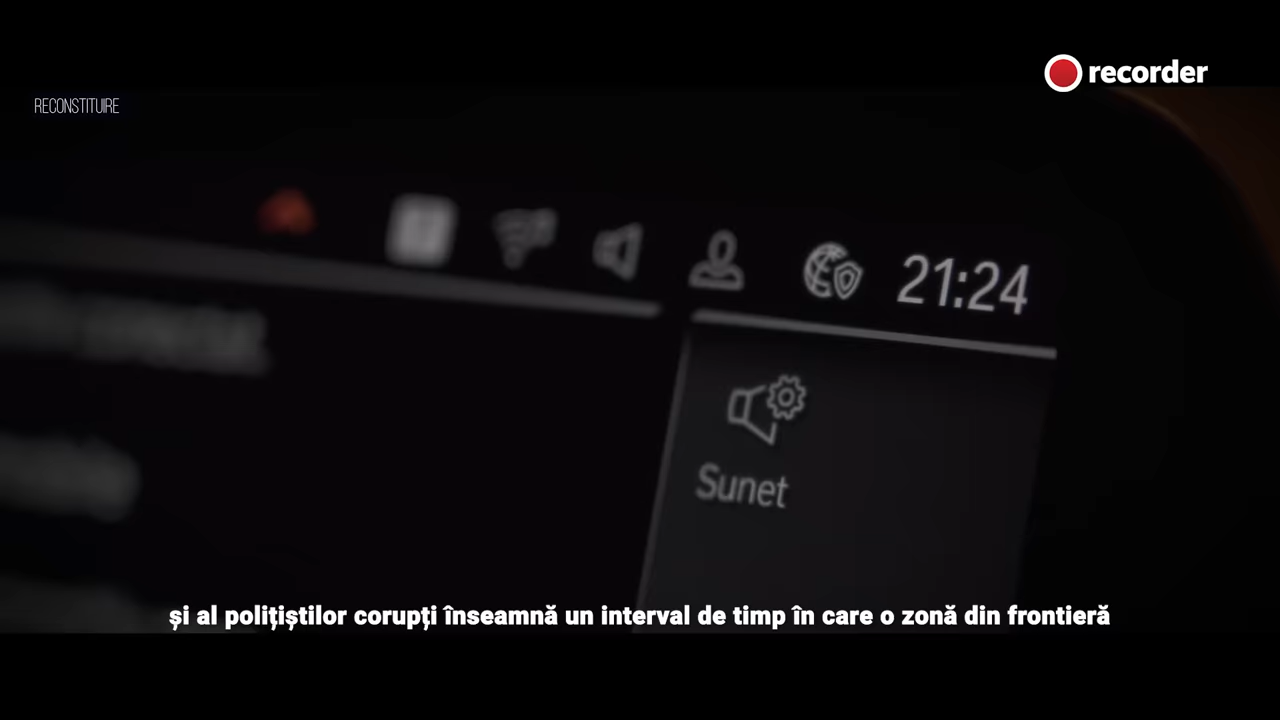 recorder
RECONSTITUIRE
21:24
Sunet
și al polițiștilor corupți înseamnă un interval de timp în care o zonă din frontieră